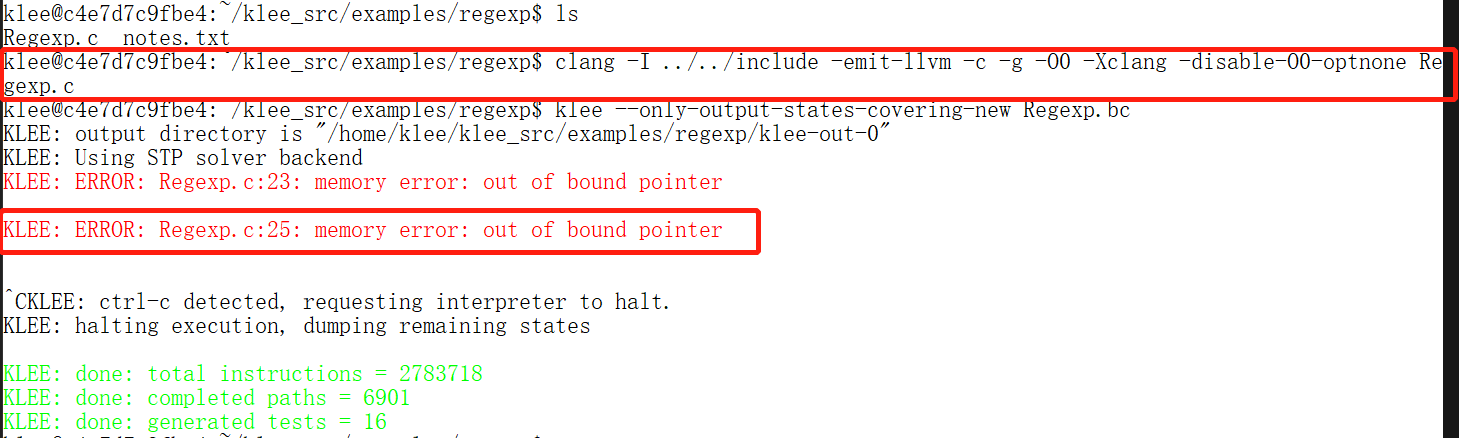 klee@c4e7d7c9fbe4:~/klee_src/examples/regexp$ ls
Regexp.c  notes.txt
klee@c4e7d7c9fbe4:~/klee_src/examples/regexp$ clang -I ../../include -emit-llvm -c -g -O0 -Xclang -disable-O0-optnone Re
gexp.c
klee@c4e7d7c9fbe4:~/klee_src/examples/regexp$ klee --only-output-states-covering-new Regexp.bc
KLEE: output directory is "/home/klee/klee_src/examples/regexp/klee-out-0"
KLEE: Using STP solver backend
KLEE: ERROR: Regexp.c:23: memory error: out of bound pointer
KLEE: ERROR: Regexp.c:25: memory error: out of bound pointer
^CKLEE: ctrl-c detected, requesting interpreter to halt.
KLEE: halting execution, dumping remaining states
KLEE: done: total instructions = 2783718
KLEE: done: completed paths = 6901
KLEE: done: generated tests = 16